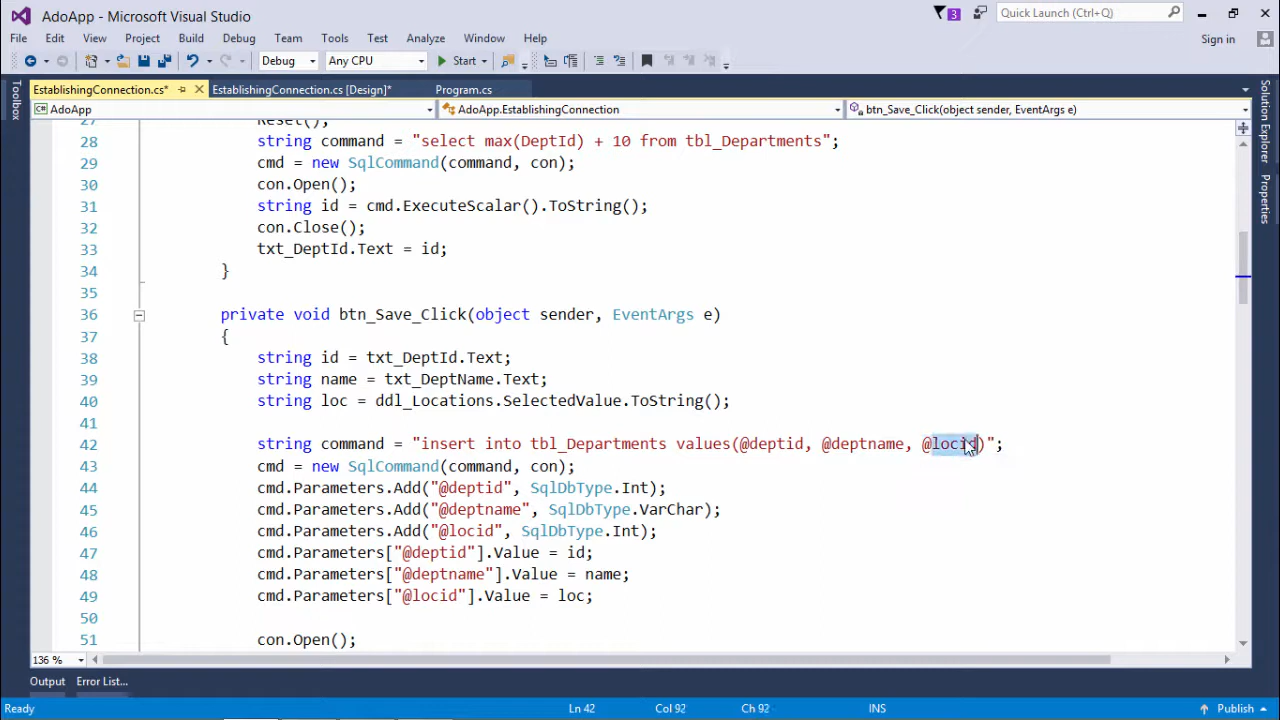 AdoApp - Microsoft Visual Studio
3
Quick Launch (Ctrl+Q)
File Edit View Project Build Debug Team Tools Test Analyze Window Help
Sign in
Debug Any CPU Start
Toolbox
EstablishingConnection.cs* EstablishingConnection.cs [Design]* Program.cs
AdoApp AdoApp.EstablishingConnection btn_Save_Click(object sender, EventArgs e)
27 Reset();
28 string command = "select max(DeptId) + 10 from tbl_Departments";
29 cmd = new SqlCommand(command, con);
30 con.Open();
31 string id = cmd.ExecuteScalar().ToString();
32 con.Close();
33 txt_DeptId.Text = id;
34 }
35
36 private void btn_Save_Click(object sender, EventArgs e)
37 {
38 string id = txt_DeptId.Text;
39 string name = txt_DeptName.Text;
40 string loc = ddl_Locations.SelectedValue.ToString();
41
42 string command = "insert into tbl_Departments values(@deptid, @deptname, @locid)";
43 cmd = new SqlCommand(command, con);
44 cmd.Parameters.Add("@deptid", SqlDbType.Int);
45 cmd.Parameters.Add("@deptname", SqlDbType.VarChar);
46 cmd.Parameters.Add("@locid", SqlDbType.Int);
47 cmd.Parameters["@deptid"].Value = id;
48 cmd.Parameters["@deptname"].Value = name;
49 cmd.Parameters["@locid"].Value = loc;
50
51 con.Open();
Solution Explorer
Properties
136 %
Output Error List...
Ready Ln 42 Col 92 Ch 92 INS Publish